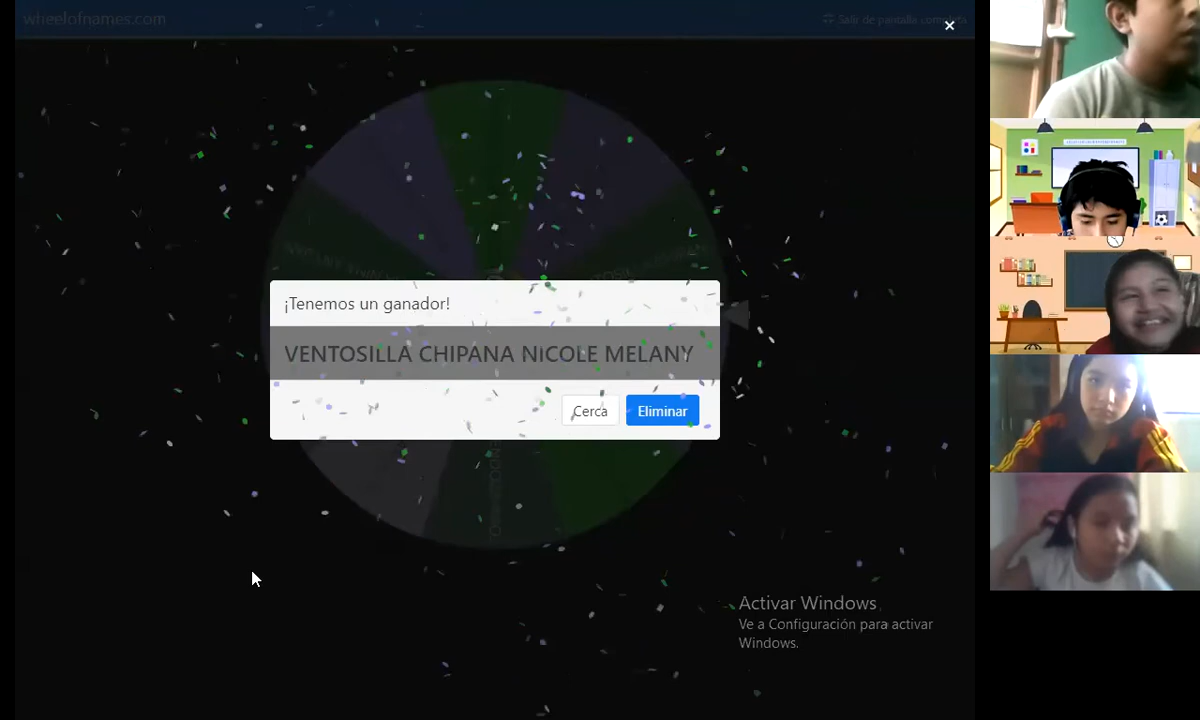 wheelofnames.com
Salir de pantalla completa
¡Tenemos un ganador!
VENTOSILLA CHIPANA NICOLE MELANY
Cerca
Eliminar
Activar Windows
Ve a Configuración para activar
Windows.